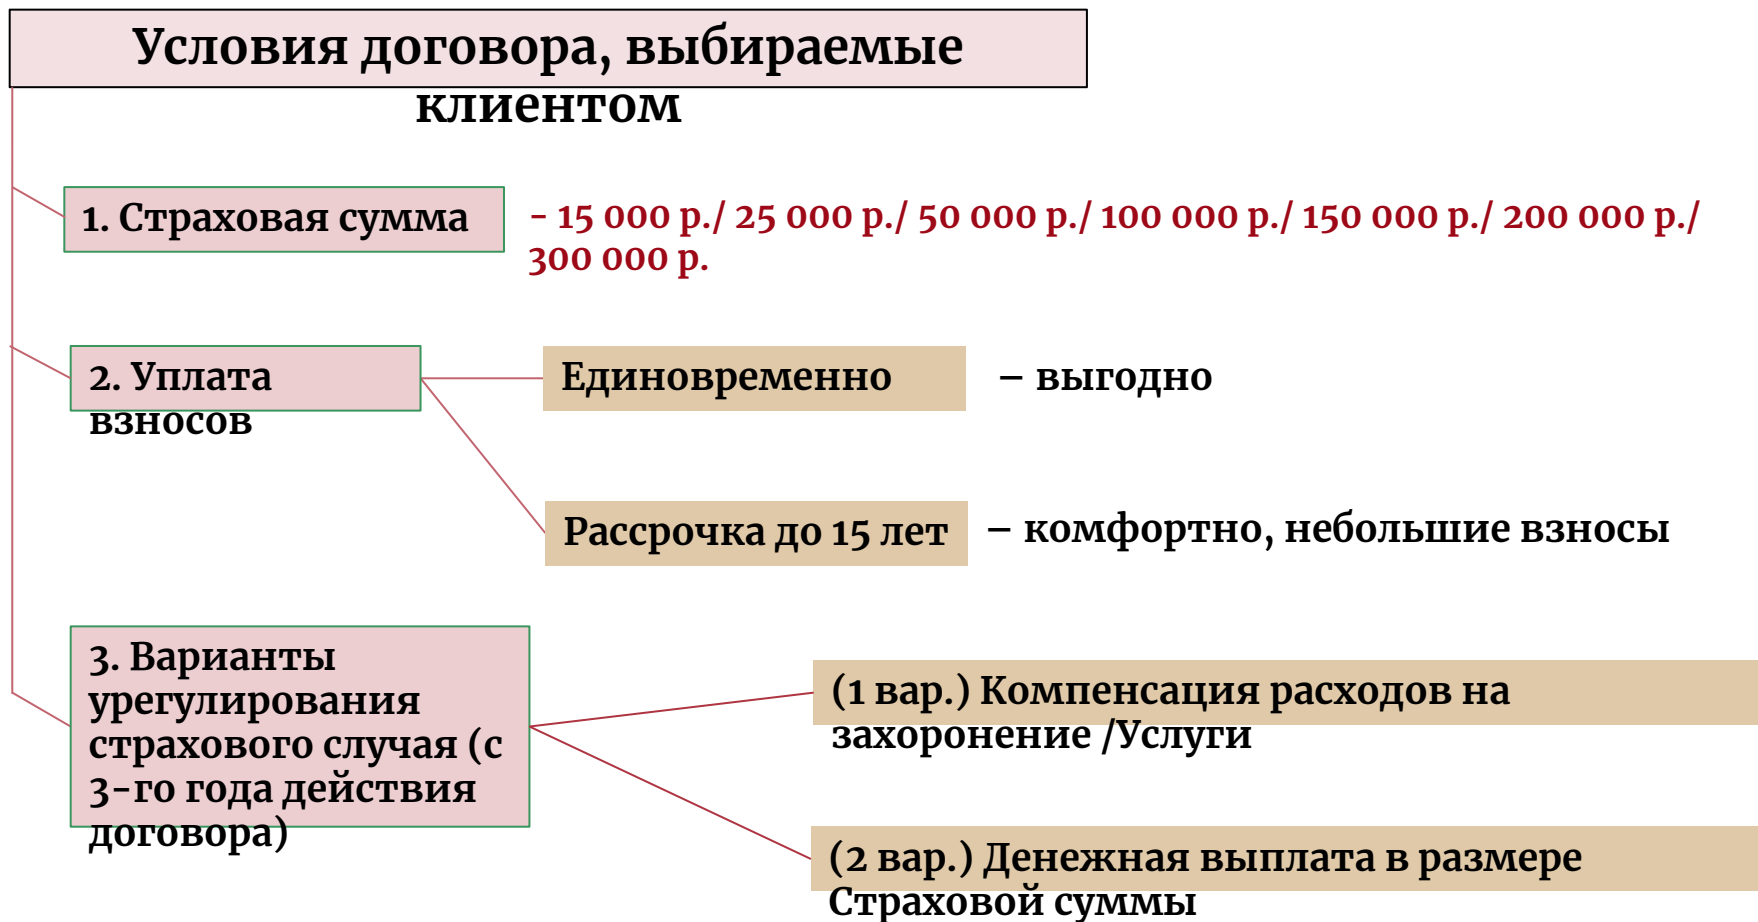 Условия договора, выбираемые
клиентом
1. Страховая сумма
- 15 000 р./ 25 000 р./ 50 000 р./ 100 000 р./ 150 000 р./ 200 000 р./
300 000 р.
2. Уплата
взносов
Единовременно
– выгодно
Рассрочка до 15 лет
– комфортно, небольшие взносы
3. Варианты
урегулирования
страхового случая (с
3-го года действия
договора)
(1 вар.) Компенсация расходов на
захоронение /Услуги
(2 вар.) Денежная выплата в размере
Страховой суммы